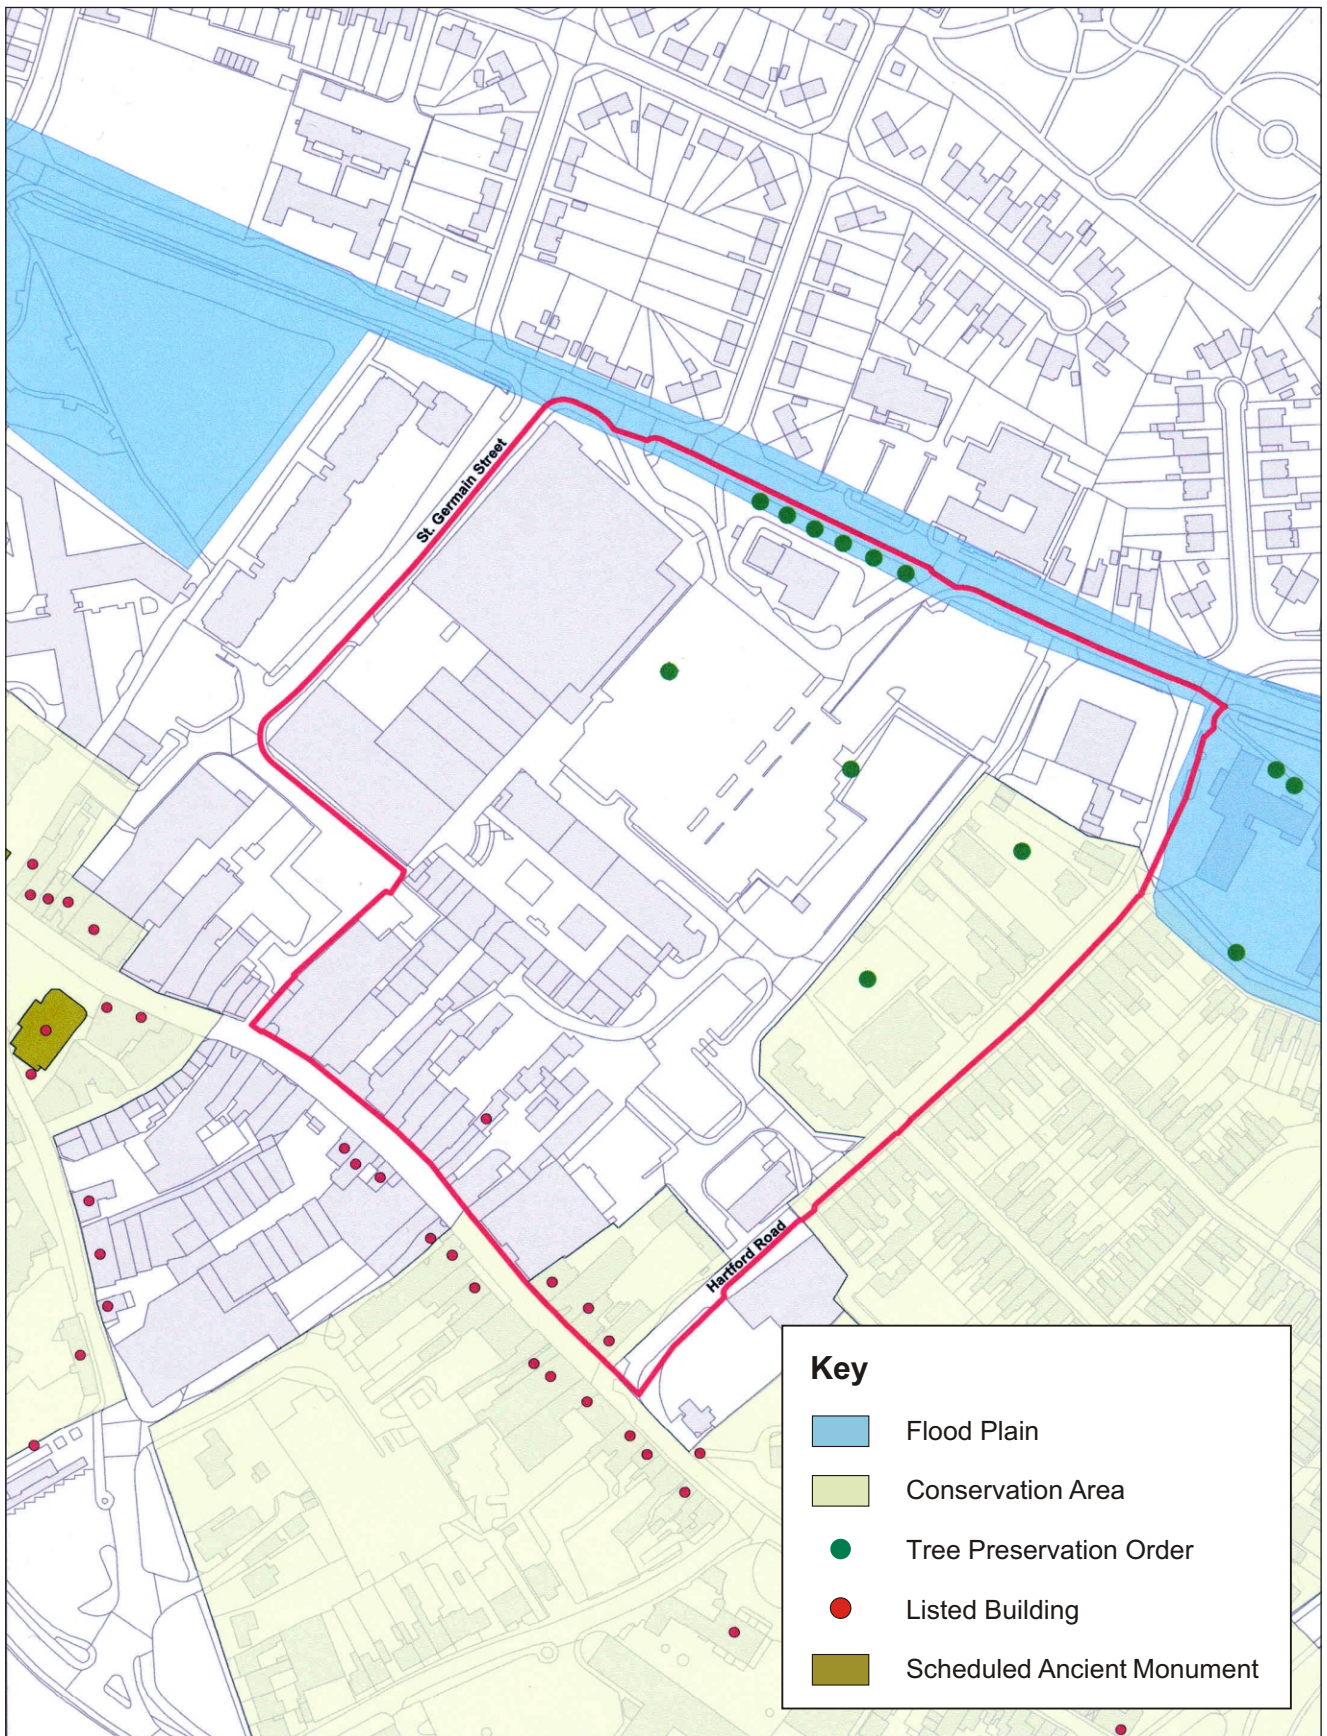 St. Germain Street
Hartford Road
Key
Flood Plain
Conservation Area
Tree Preservation Order
Listed Building
Scheduled Ancient Monument